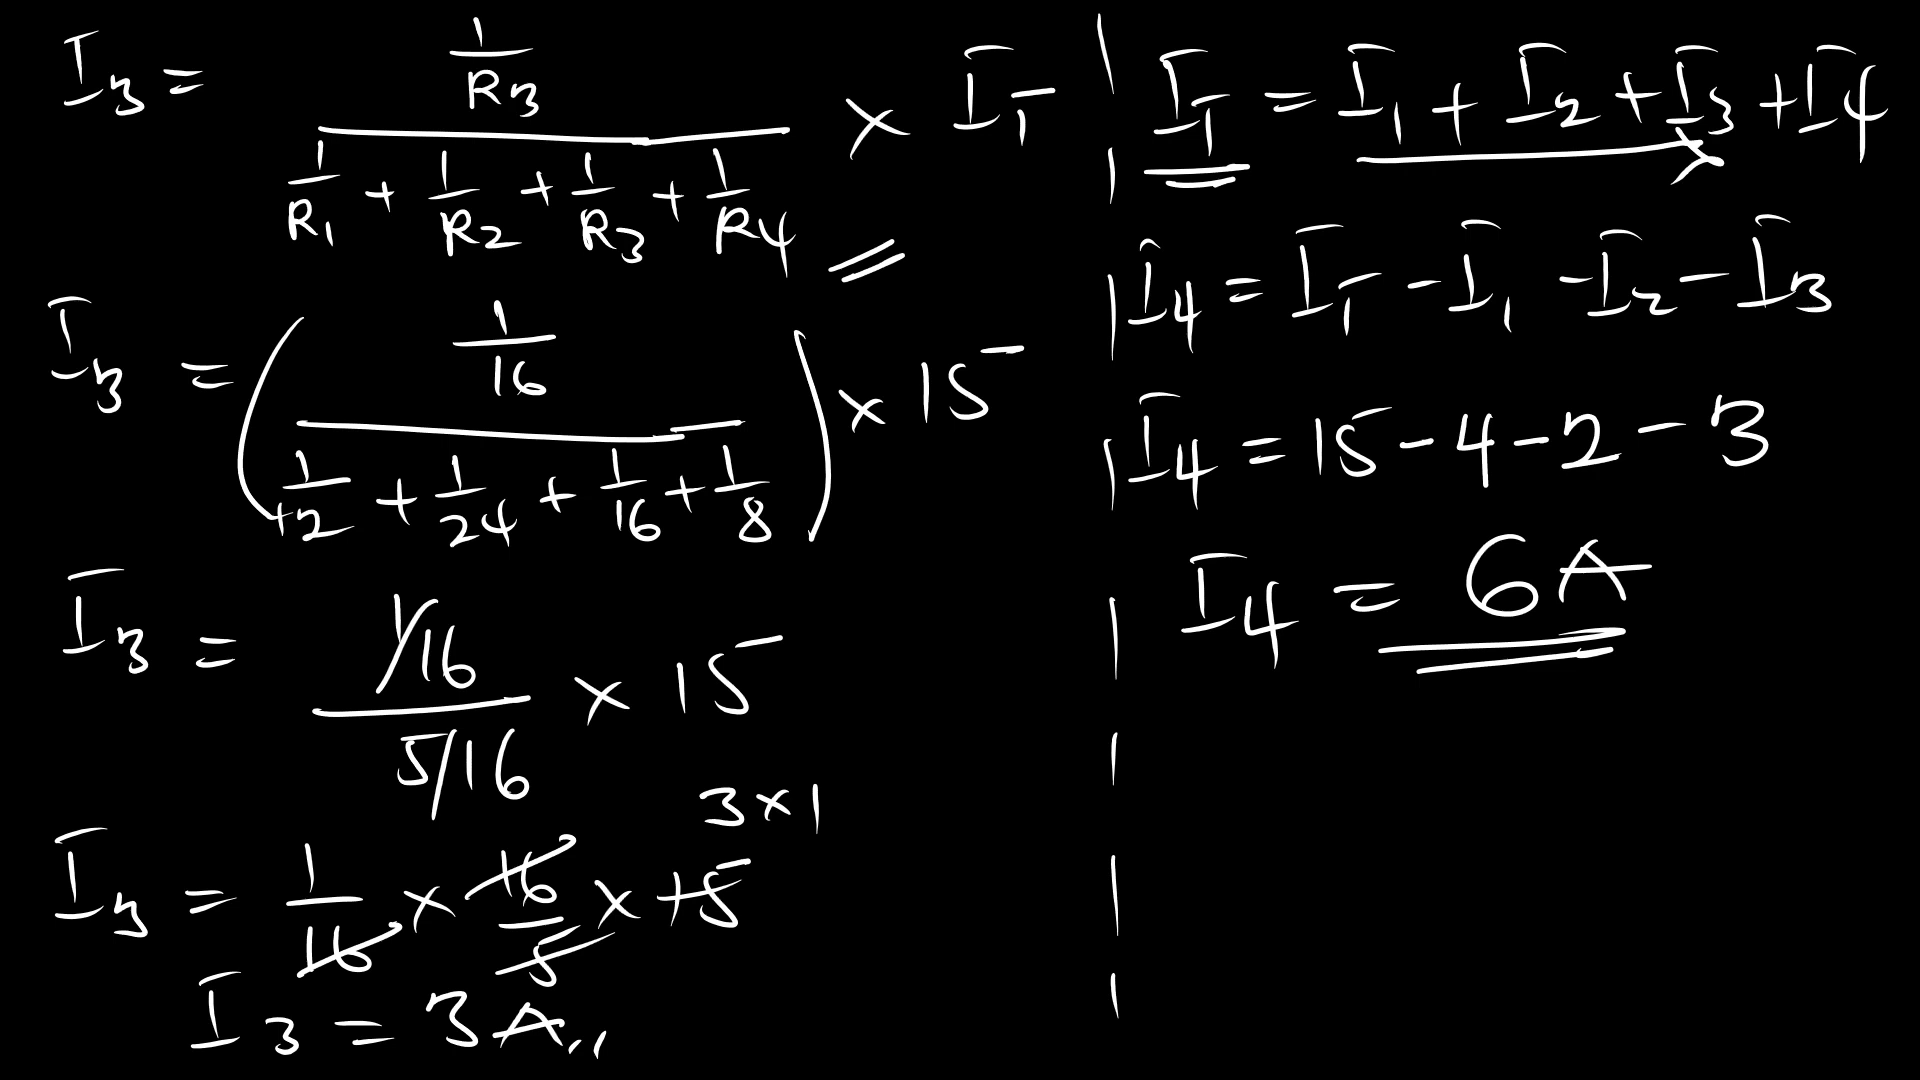 I3 = (1/R3) / (1/R1 + 1/R2 + 1/R3 + 1/R4) × IT
I3 = ((1/16) / (1/12 + 1/24 + 1/16 + 1/8)) × 15
I3 = (1/16) / (5/16) × 15
3×1
I3 = 1/16 × 16/5 × 15
I3 = 3A,,
IT = I1 + I2 + I3 + I4
I4 = IT - I1 - I2 - I3
I4 = 15 - 4 - 2 - 3
I4 = 6A